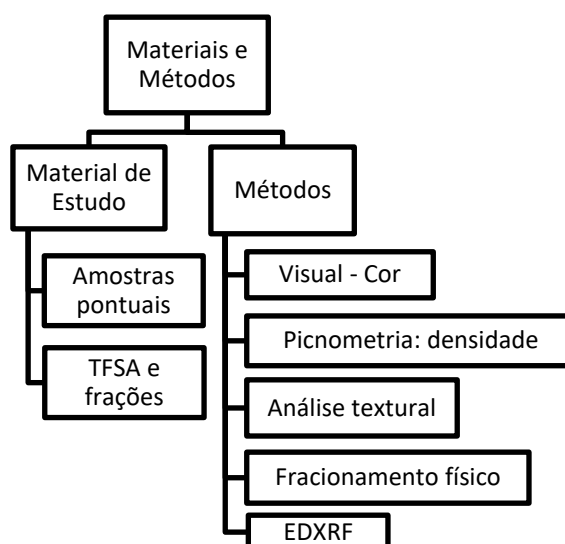 Materiais e
Métodos
Material de
Estudo
Amostras
pontuais
TFSA e
frações
Métodos
Visual - Cor
Picnometria: densidade
Análise textural
Fracionamento físico
EDXRF